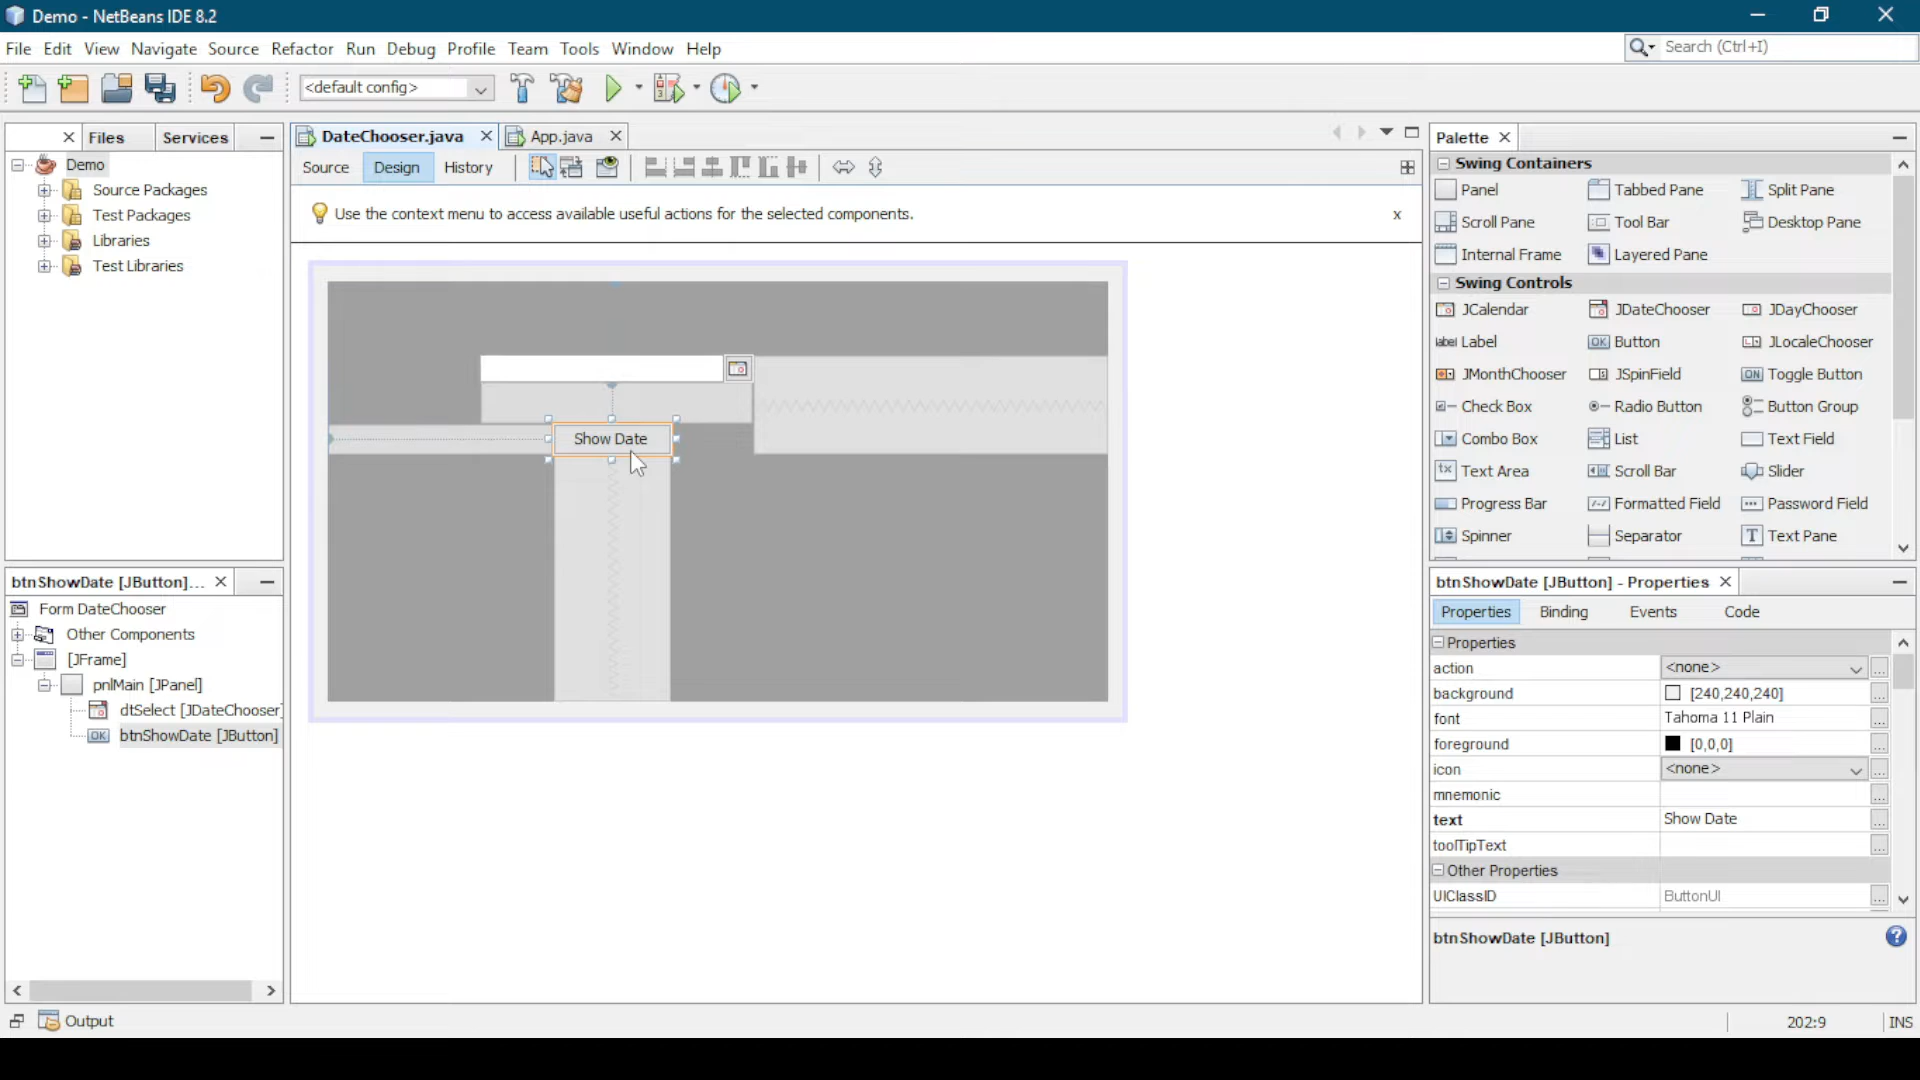 Demo - NetBeans IDE 8.2
File Edit View Navigate Source Refactor Run Debug Profile Team Tools Window Help
Search (Ctrl+I)
<default config>
Files Services
DateChooser.java App.java
Palette
Source Design History
Use the context menu to access available useful actions for the selected components. x
Demo
Source Packages
Test Packages
Libraries
Test Libraries
Show Date
Swing Containers
Panel Tabbed Pane Split Pane
Scroll Pane Tool Bar Desktop Pane
Internal Frame Layered Pane
Swing Controls
JCalendar JDateChooser JDayChooser
label Label OK Button JLocaleChooser
JMonthChooser JSpinField ON Toggle Button
Check Box Radio Button Button Group
Combo Box List Text Field
Text Area Scroll Bar Slider
Progress Bar Formatted Field Password Field
Spinner Separator Text Pane
btnShowDate [JButton]...
Form DateChooser
Other Components
[JFrame]
pnlMain [JPanel]
dtSelect [JDateChooser]
OK btnShowDate [JButton]
btnShowDate [JButton] - Properties
Properties Binding Events Code
Properties
action <none> ...
background [240,240,240] ...
font Tahoma 11 Plain ...
foreground [0,0,0] ...
icon <none> ...
mnemonic ...
text Show Date ...
toolTipText ...
Other Properties
UIClassID ButtonUI ...
btnShowDate [JButton]
Output
202:9 INS